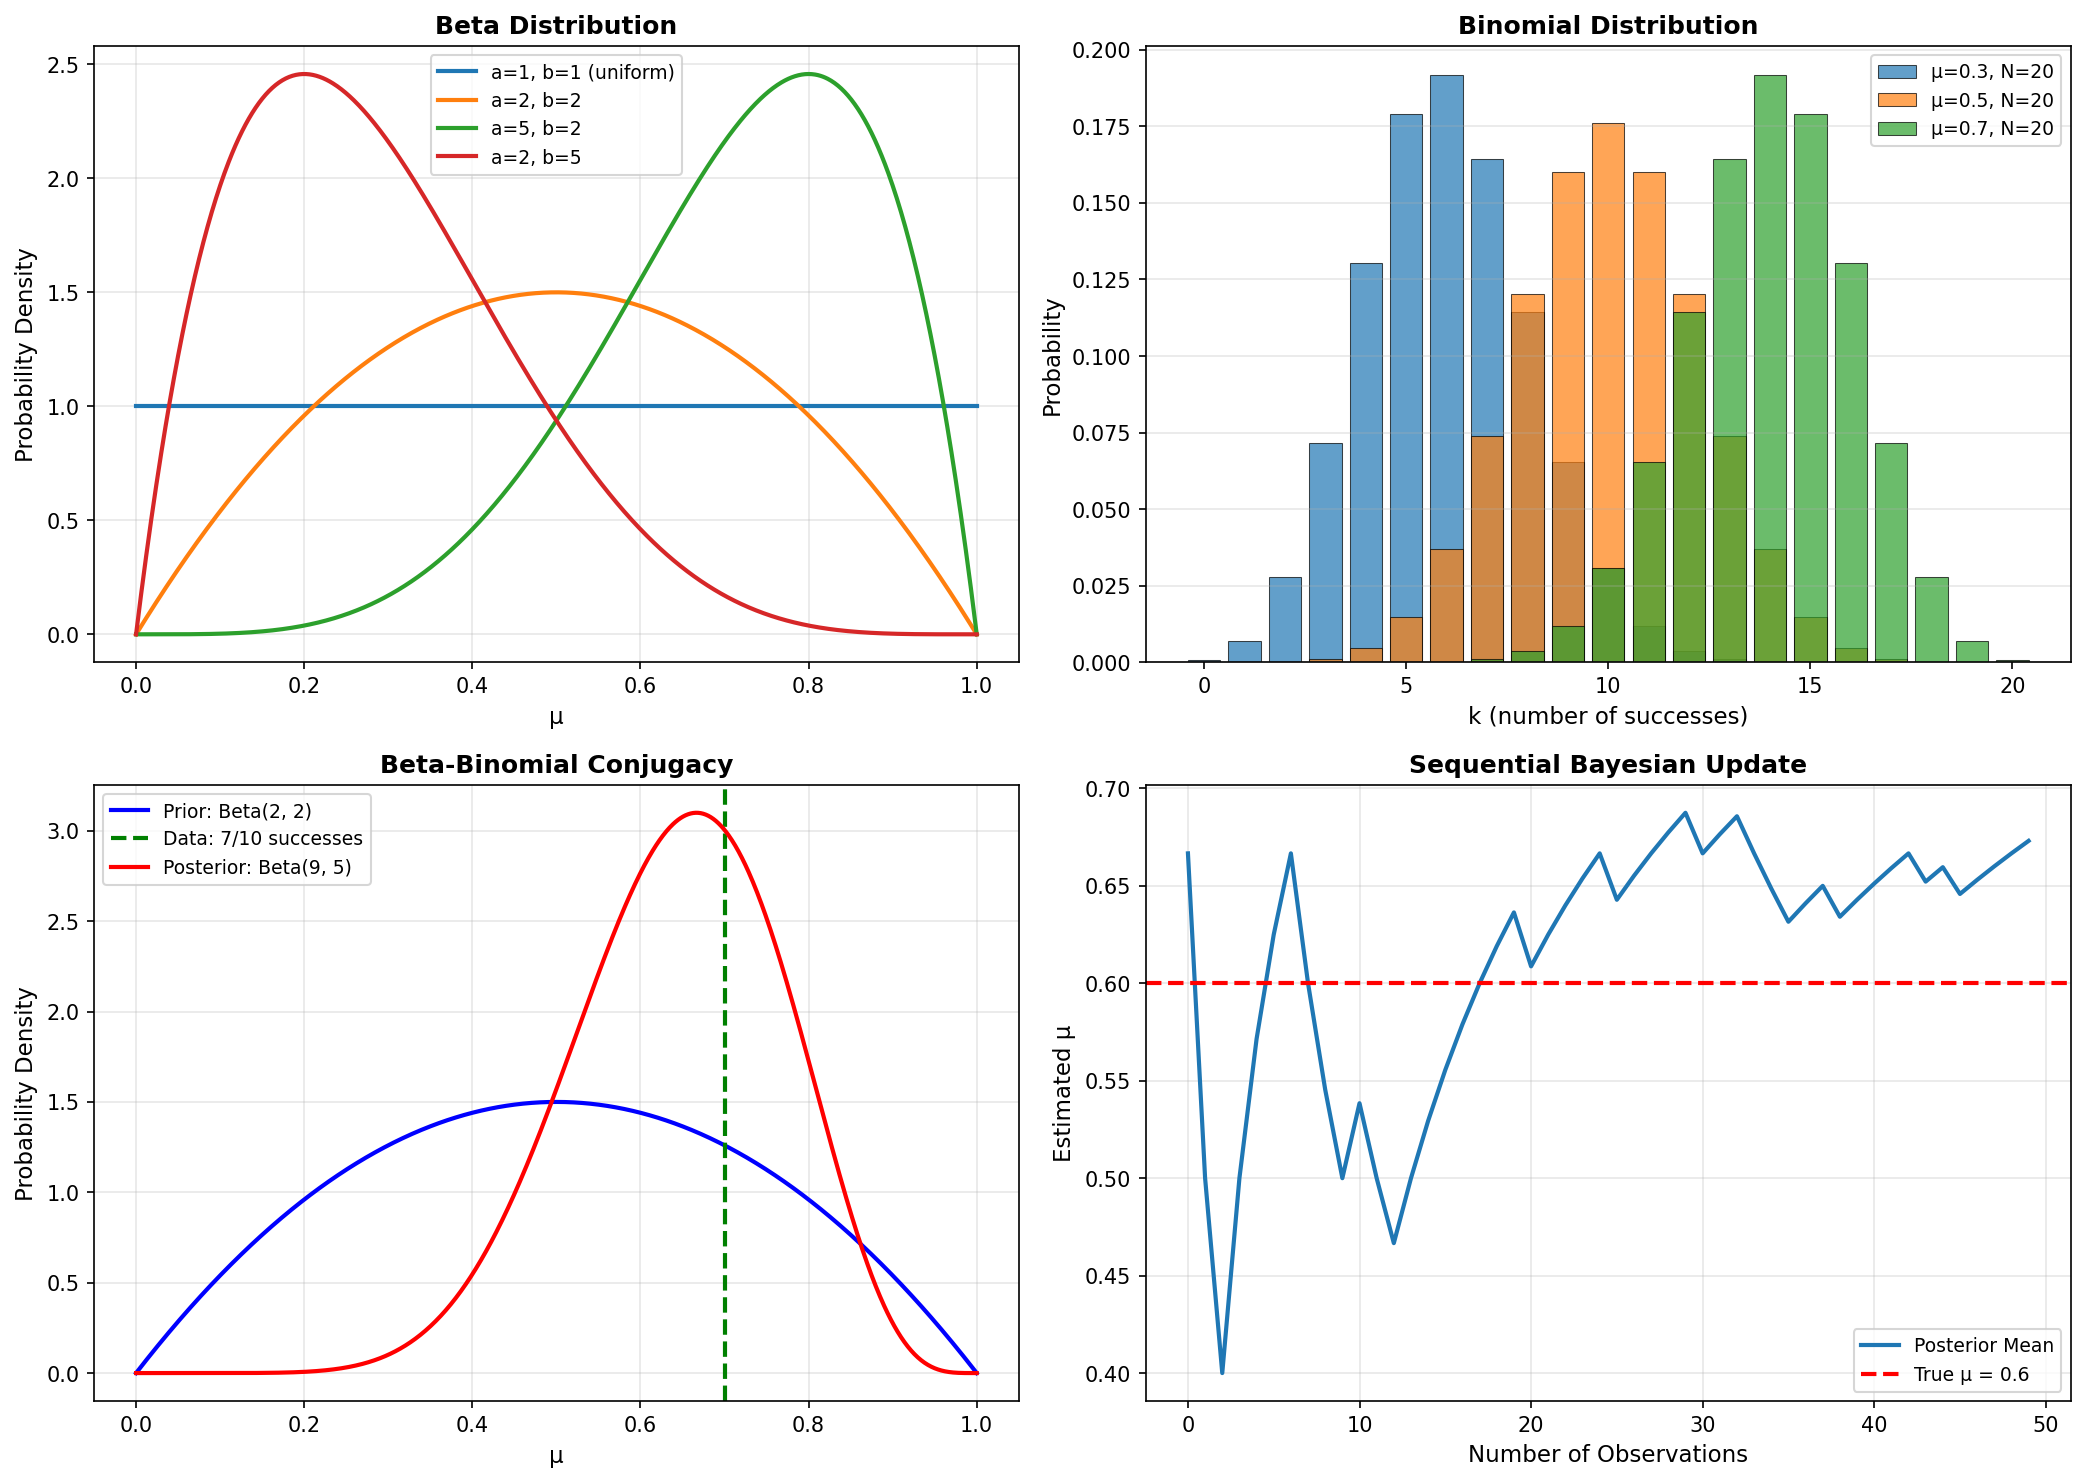 Beta Distribution
2.5
2.0
1.5
1.0
0.5
0.0
Probability Density
a=1, b=1 (uniform)
a=2, b=2
a=5, b=2
a=2, b=5
0.0 0.2 0.4 0.6 0.8 1.0
μ
Binomial Distribution
0.200
0.175
0.150
0.125
0.100
0.075
0.050
0.025
0.000
Probability
μ=0.3, N=20
μ=0.5, N=20
μ=0.7, N=20
0 5 10 15 20
k (number of successes)
Beta-Binomial Conjugacy
3.0
2.5
2.0
1.5
1.0
0.5
0.0
Probability Density
Prior: Beta(2, 2)
Data: 7/10 successes
Posterior: Beta(9, 5)
0.0 0.2 0.4 0.6 0.8 1.0
μ
Sequential Bayesian Update
0.70
0.65
0.60
0.55
0.50
0.45
0.40
Estimated μ
Posterior Mean
True μ = 0.6
0 10 20 30 40 50
Number of Observations